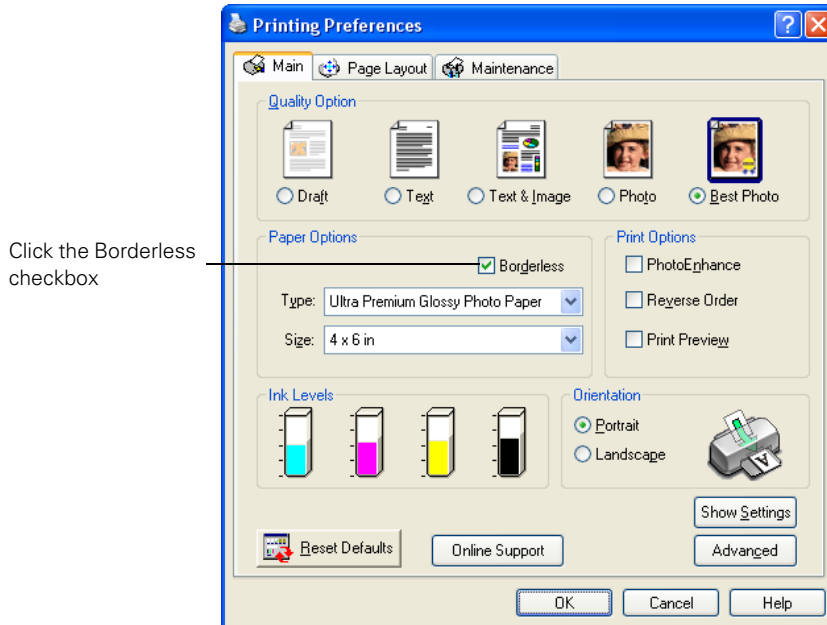 Printing Preferences
Main Page Layout Maintenance
Quality Option
Draft Text Text & Image Photo Best Photo
Click the Borderless
checkbox
Paper Options
Borderless
Type: Ultra Premium Glossy Photo Paper
Size: 4 x 6 in
Print Options
PhotoEnhance
Reverse Order
Print Preview
Ink Levels
Orientation
Portrait
Landscape
A
Show Settings
Reset Defaults Online Support Advanced
OK Cancel Help